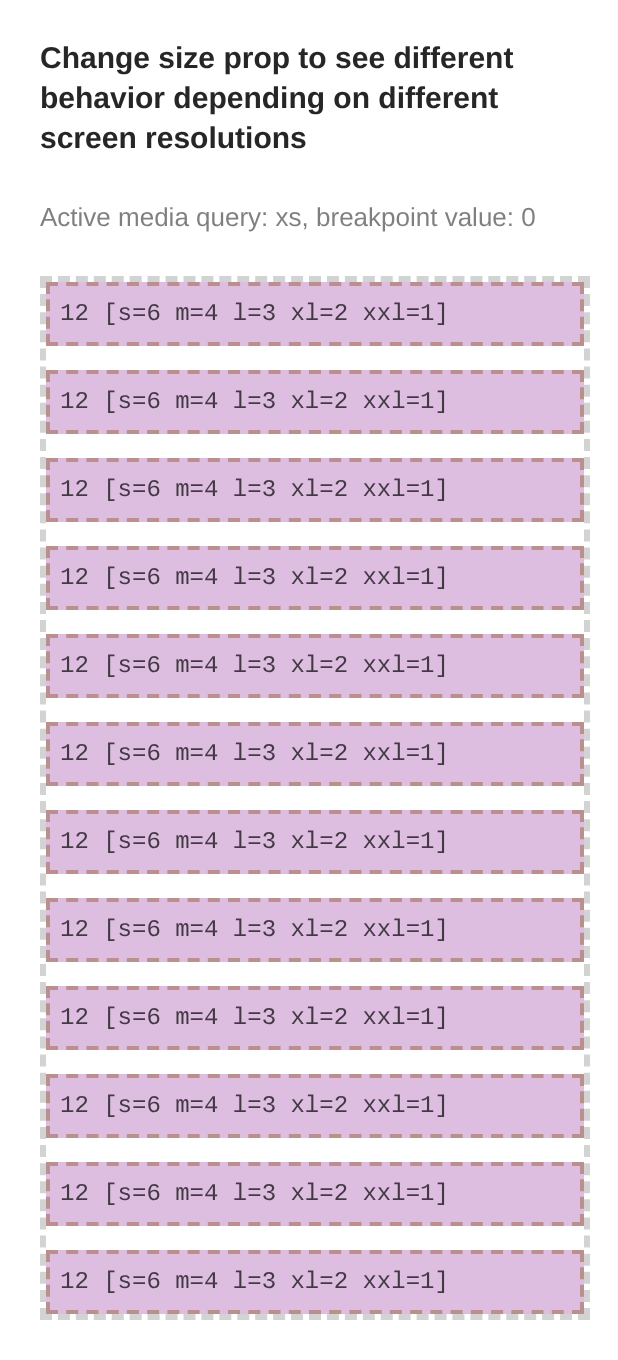 Change size prop to see different
behavior depending on different
screen resolutions
Active media query: xs, breakpoint value: 0
12 [s=6 m=4 l=3 xl=2 xxl=1]
12 [s=6 m=4 l=3 xl=2 xxl=1]
12 [s=6 m=4 l=3 xl=2 xxl=1]
12 [s=6 m=4 l=3 xl=2 xxl=1]
12 [s=6 m=4 l=3 xl=2 xxl=1]
12 [s=6 m=4 l=3 xl=2 xxl=1]
12 [s=6 m=4 l=3 xl=2 xxl=1]
12 [s=6 m=4 l=3 xl=2 xxl=1]
12 [s=6 m=4 l=3 xl=2 xxl=1]
12 [s=6 m=4 l=3 xl=2 xxl=1]
12 [s=6 m=4 l=3 xl=2 xxl=1]
12 [s=6 m=4 l=3 xl=2 xxl=1]